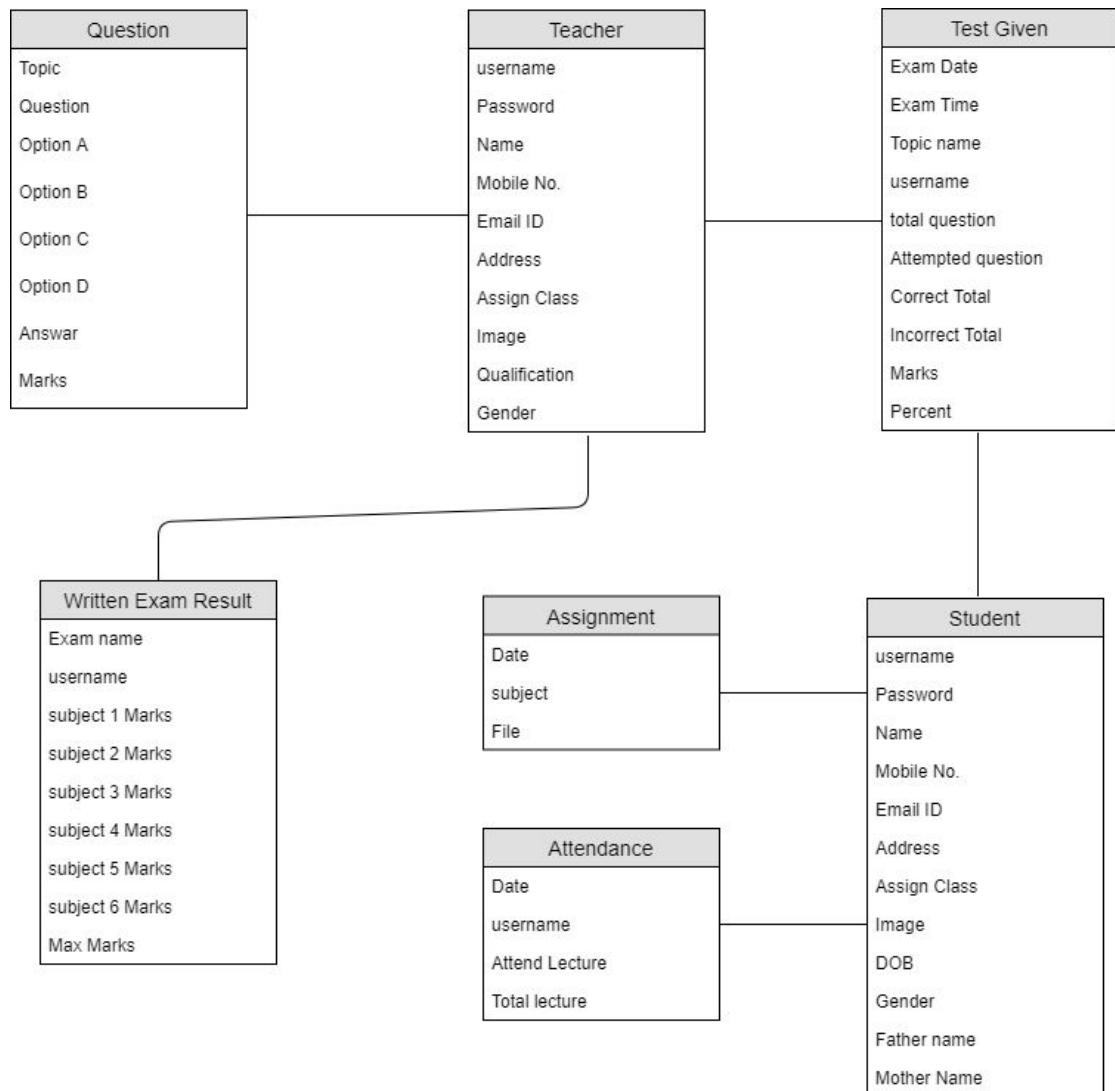 Question
Topic
Question
Option A
Option B
Option C
Option D
Answar
Marks
Teacher
username
Password
Name
Mobile No.
Email ID
Address
Assign Class
Image
Qualification
Gender
Test Given
Exam Date
Exam Time
Topic name
username
total question
Attempted question
Correct Total
Incorrect Total
Marks
Percent
Written Exam Result
Exam name
username
subject 1 Marks
subject 2 Marks
subject 3 Marks
subject 4 Marks
subject 5 Marks
subject 6 Marks
Max Marks
Assignment
Date
subject
File
Attendance
Date
username
Attend Lecture
Total lecture
Student
username
Password
Name
Mobile No.
Email ID
Address
Assign Class
Image
DOB
Gender
Father name
Mother Name